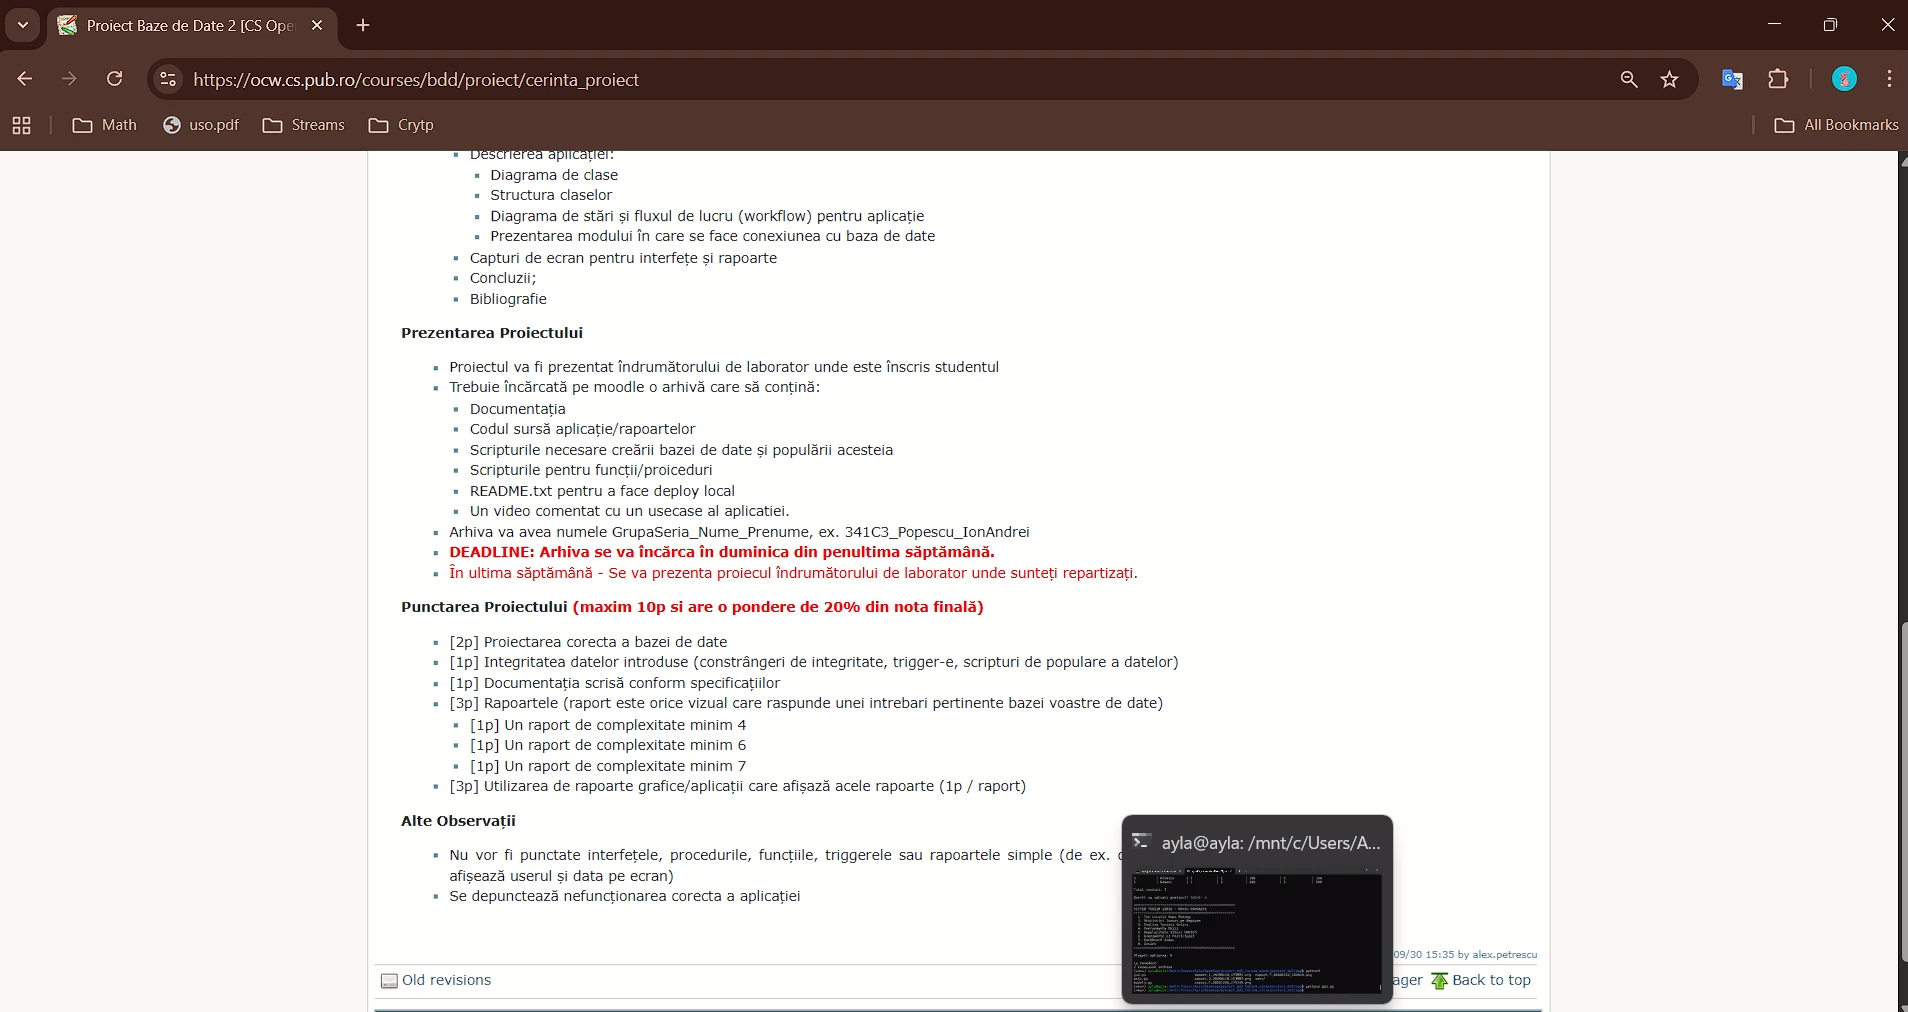 Proiect Baze de Date 2 [CS Ope
https://ocw.cs.pub.ro/courses/bdd/proiect/cerinta_proiect
Math
uso.pdf
Streams
Crytp
All Bookmarks
Descrierea aplicației:
Diagrama de clase
Structura claselor
Diagrama de stări și fluxul de lucru (workflow) pentru aplicație
Prezentarea modului în care se face conexiunea cu baza de date
Capturi de ecran pentru interfețe și rapoarte
Concluzii;
Bibliografie
Prezentarea Proiectului
Proiectul va fi prezentat îndrumătorului de laborator unde este înscris studentul
Trebuie încărcată pe moodle o arhivă care să conțină:
Documentația
Codul sursă aplicație/rapoartelor
Scripturile necesare creării bazei de date și populării acesteia
Scripturile pentru funcții/proiceduri
README.txt pentru a face deploy local
Un video comentat cu un usecase al aplicatiei.
Arhiva va avea numele GrupaSeria_Nume_Prenume, ex. 341C3_Popescu_IonAndrei
DEADLINE: Arhiva se va încărca în duminica din penultima săptămână.
În ultima săptămână - Se va prezenta proiecul îndrumătorului de laborator unde sunteți repartizați.
Punctarea Proiectului (maxim 10p si are o pondere de 20% din nota finală)
[2p] Proiectarea corecta a bazei de date
[1p] Integritatea datelor introduse (constrângeri de integritate, trigger-e, scripturi de populare a datelor)
[1p] Documentația scrisă conform specificațiilor
[3p] Rapoartele (raport este orice vizual care raspunde unei intrebari pertinente bazei voastre de date)
[1p] Un raport de complexitate minim 4
[1p] Un raport de complexitate minim 6
[1p] Un raport de complexitate minim 7
[3p] Utilizarea de rapoarte grafice/aplicații care afișază acele rapoarte (1p / raport)
Alte Observații
Nu vor fi punctate interfețele, procedurile, funcțiile, triggerele sau rapoartele simple (de ex.
afișează userul și data pe ecran)
Se depunctează nefuncționarea corecta a aplicației
ayla@ayla: /mnt/c/Users/A...
09/30 15:35 by alex.petrescu
Old revisions
ager
Back to top